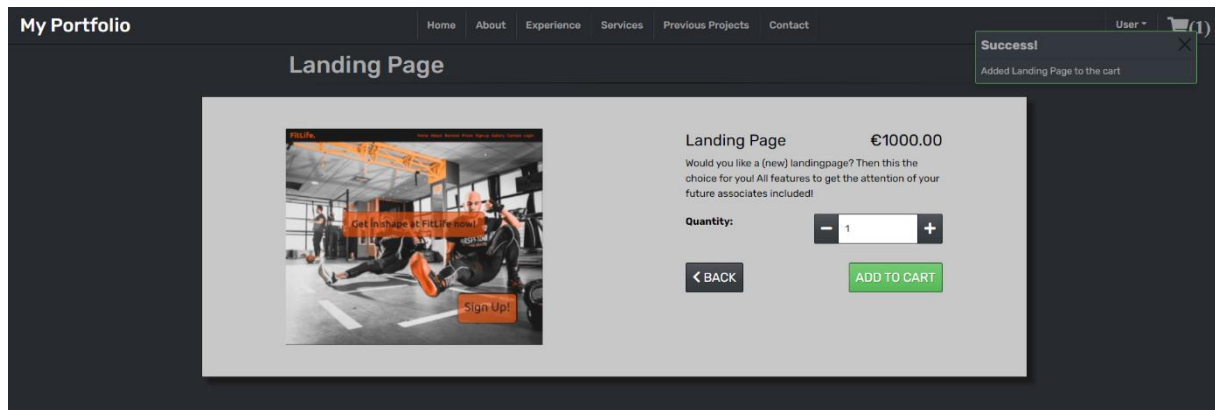 My Portfolio
Home About Experience Services Previous Projects Contact
User
(1)
Success!
Added Landing Page to the cart
Landing Page
FitLife.
Get in shape at FitLife now!
Sign Up!
Landing Page €1000.00
Would you like a (new) landingpage? Then this the
choice for you! All features to get the attention of your
future associates included!
Quantity:
1
BACK
ADD TO CART